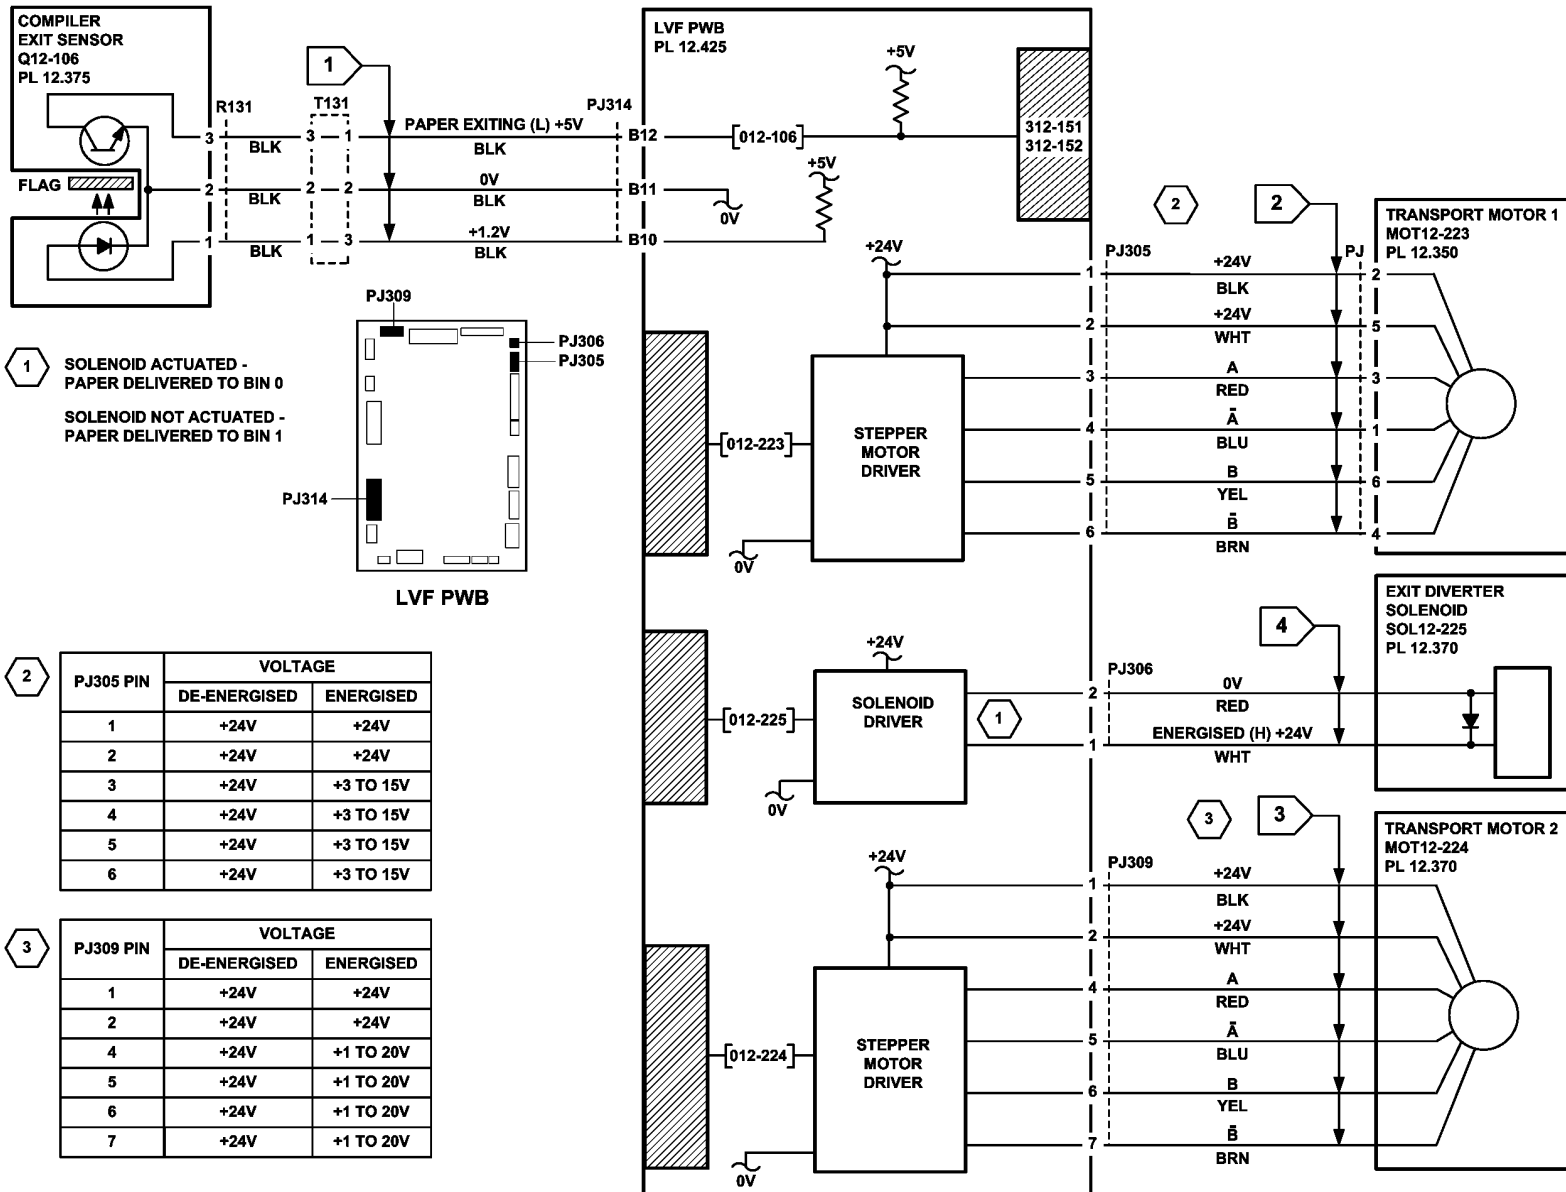 COMPILER
EXIT SENSOR
Q12-106
PL 12.375
FLAG
3
2
1
R131
BLK
BLK
BLK
T131
3 1
2 2
1 3
1
PAPER EXITING (L) +5V
BLK
0V
BLK
+1.2V
BLK
PJ314
B12
B11
B10
LVF PWB
PL 12.425
012-106
+5V
+5V
0V
312-151
312-152
1
SOLENOID ACTUATED -
PAPER DELIVERED TO BIN 0
SOLENOID NOT ACTUATED -
PAPER DELIVERED TO BIN 1
PJ309
PJ306
PJ305
PJ314
LVF PWB
012-223
+24V
STEPPER
MOTOR
DRIVER
0V
1
2
3
4
5
6
PJ305
2
2
+24V
BLK
+24V
WHT
A
RED
Ā
BLU
B
YEL
B̄
BRN
PJ
2
5
3
1
6
4
TRANSPORT MOTOR 1
MOT12-223
PL 12.350
012-225
+24V
SOLENOID
DRIVER
0V
1
2
1
PJ306
4
0V
RED
ENERGISED (H) +24V
WHT
EXIT DIVERTER
SOLENOID
SOL12-225
PL 12.370
012-224
+24V
STEPPER
MOTOR
DRIVER
0V
1
2
4
5
6
7
PJ309
3
3
+24V
BLK
+24V
WHT
A
RED
Ā
BLU
B
YEL
B̄
BRN
TRANSPORT MOTOR 2
MOT12-224
PL 12.370
2
PJ305 PIN VOLTAGE
DE-ENERGISED ENERGISED
1 +24V +24V
2 +24V +24V
3 +24V +3 TO 15V
4 +24V +3 TO 15V
5 +24V +3 TO 15V
6 +24V +3 TO 15V
3
PJ309 PIN VOLTAGE
DE-ENERGISED ENERGISED
1 +24V +24V
2 +24V +24V
4 +24V +1 TO 20V
5 +24V +1 TO 20V
6 +24V +1 TO 20V
7 +24V +1 TO 20V